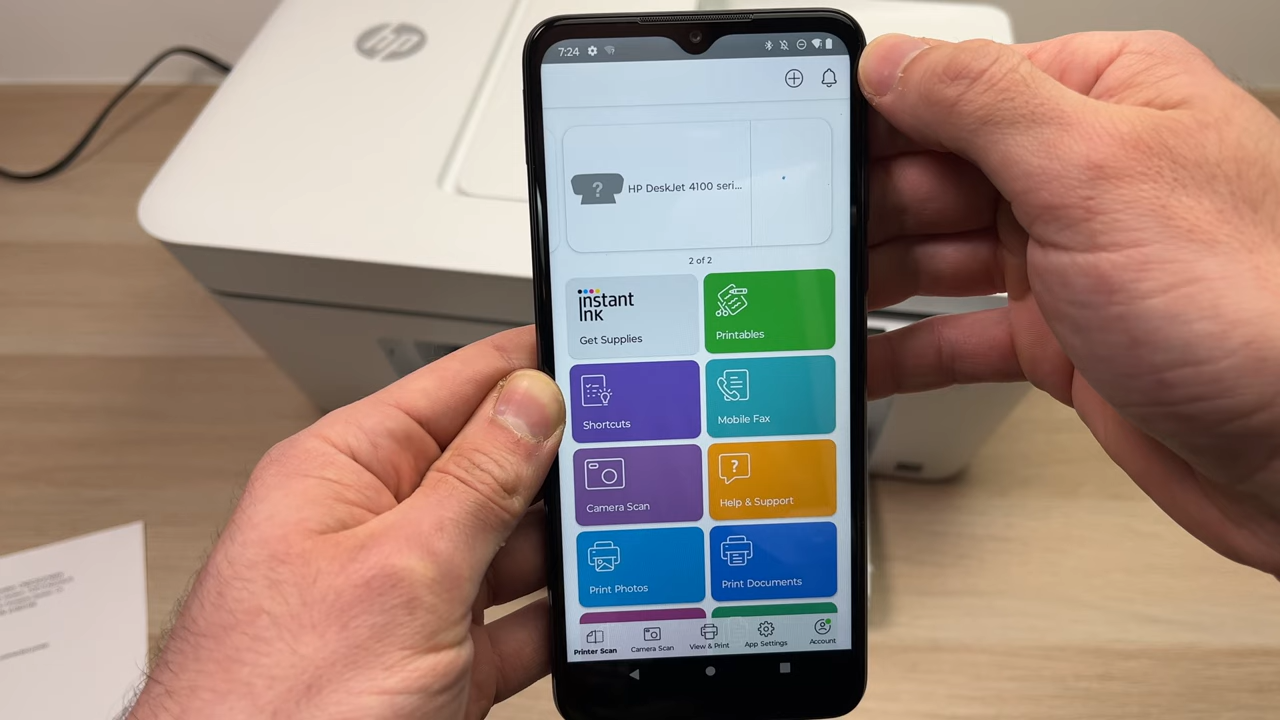 hp
7:24
?
HP DeskJet 4100 seri...
2 of 2
instant
ink
Get Supplies
Printables
Shortcuts
Mobile Fax
Camera Scan
?
Help & Support
Print Photos
Print Documents
Printer Scan
Camera Scan
View & Print
App Settings
Account